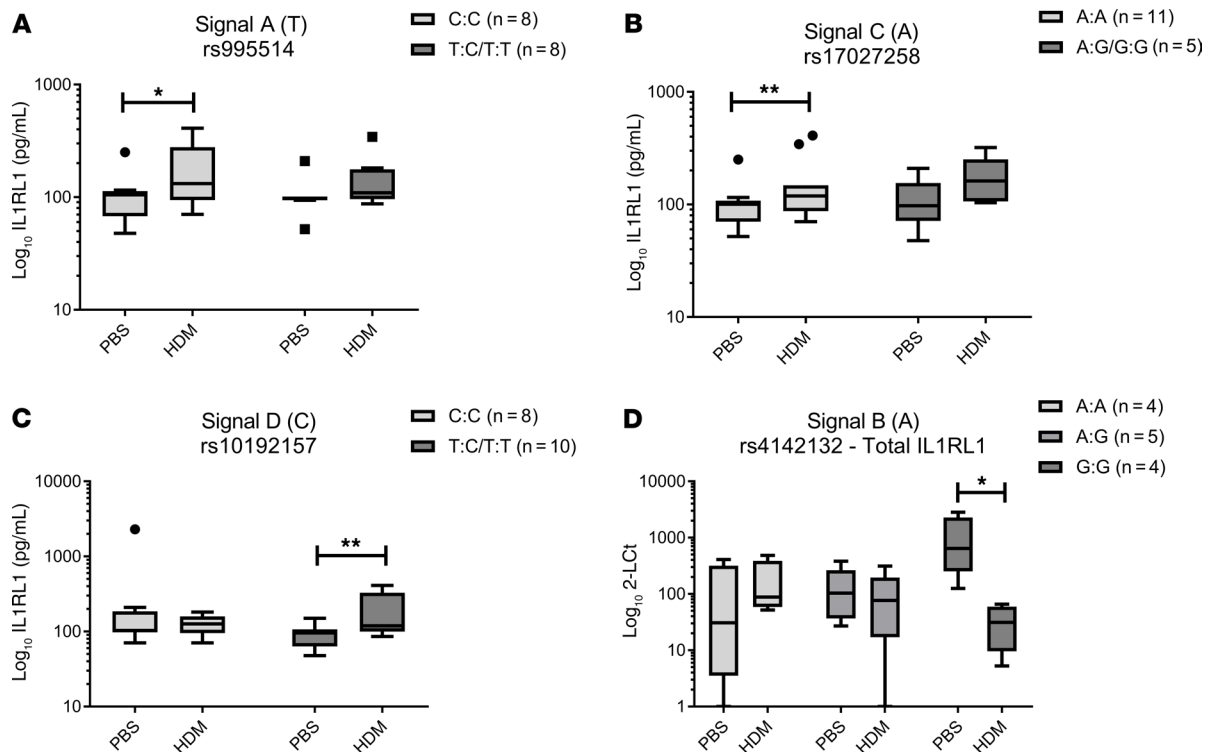 A
Signal A (T)
rs995514
C:C (n = 8)
T:C/T:T (n = 8)
Log10 IL1RL1 (pg/mL)
1000
100
10
*
PBS
HDM
PBS
HDM
B
Signal C (A)
rs17027258
A:A (n = 11)
A:G/G:G (n = 5)
Log10 IL1RL1 (pg/mL)
1000
100
10
**
PBS
HDM
PBS
HDM
C
Signal D (C)
rs10192157
C:C (n = 8)
T:C/T:T (n = 10)
Log10 IL1RL1 (pg/mL)
10000
1000
100
10
**
PBS
HDM
PBS
HDM
D
Signal B (A)
rs4142132 - Total IL1RL1
A:A (n = 4)
A:G (n = 5)
G:G (n = 4)
Log10 2-LCt
10000
1000
100
10
1
*
PBS
HDM
PBS
HDM
PBS
HDM